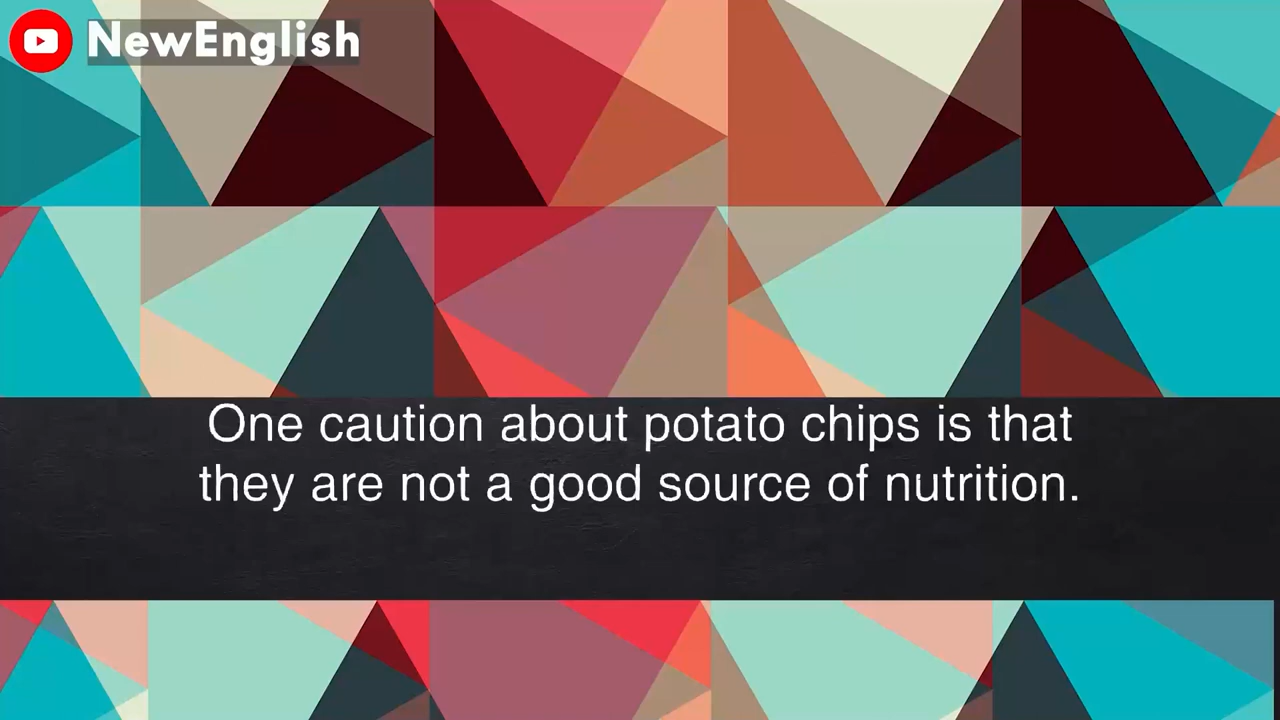 NewEnglish
One caution about potato chips is that
they are not a good source of nutrition.